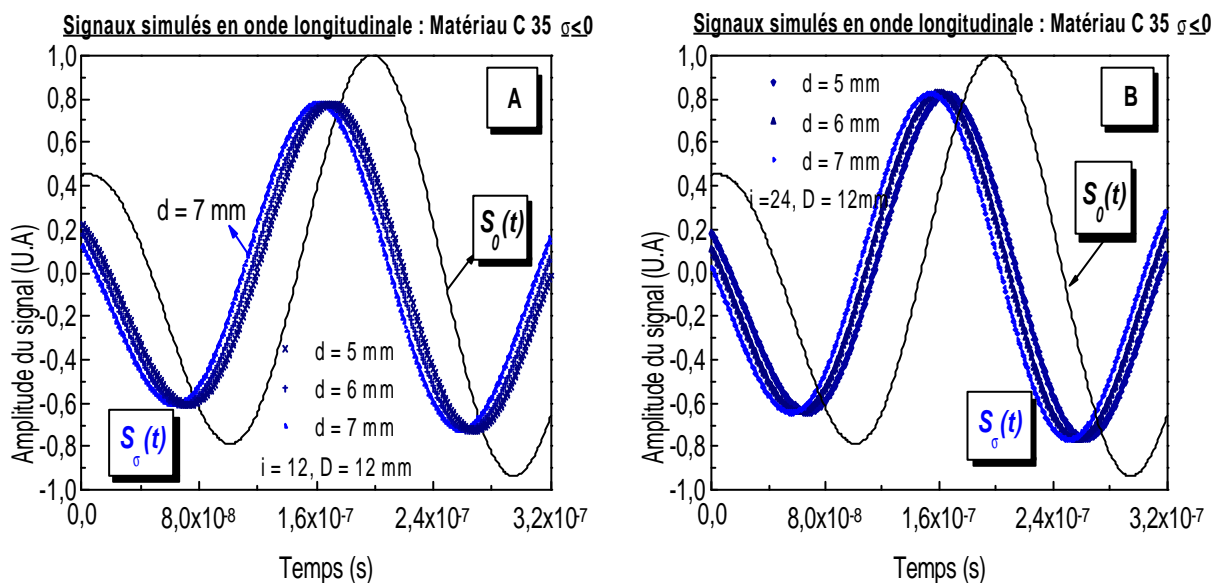 Signaux simulés en onde longitudinale : Matériau C 35 σ<0
1,0
0,8
0,6
0,4
0,2
0,0
-0,2
-0,4
-0,6
-0,8
-1,0
Amplitude du signal (U.A)
A
d = 7 mm
S0(t)
d = 5 mm
d = 6 mm
d = 7 mm
i = 12, D = 12 mm
Sσ(t)
0,0
8,0x10-8
1,6x10-7
2,4x10-7
3,2x10-7
Temps (s)
Signaux simulés en onde longitudinale : Matériau C 35 σ<0
1,0
0,8
0,6
0,4
0,2
0,0
-0,2
-0,4
-0,6
-0,8
-1,0
Amplitude du signal (U.A)
B
d = 5 mm
d = 6 mm
d = 7 mm
i =24, D = 12mm
S0(t)
Sσ(t)
0,0
8,0x10-8
1,6x10-7
2,4x10-7
3,2x10-7
Temps (s)